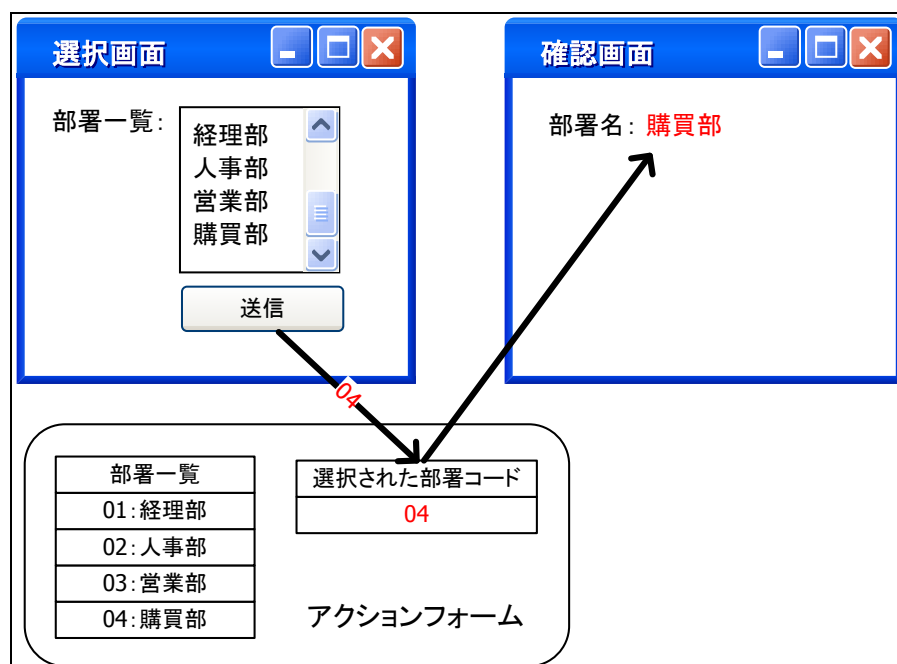 選択画面
部署一覧:
経理部
人事部
営業部
購買部
送信
確認画面
部署名: 購買部
04
部署一覧
01:経理部
02:人事部
03:営業部
04:購買部
選択された部署コード
04
アクションフォーム